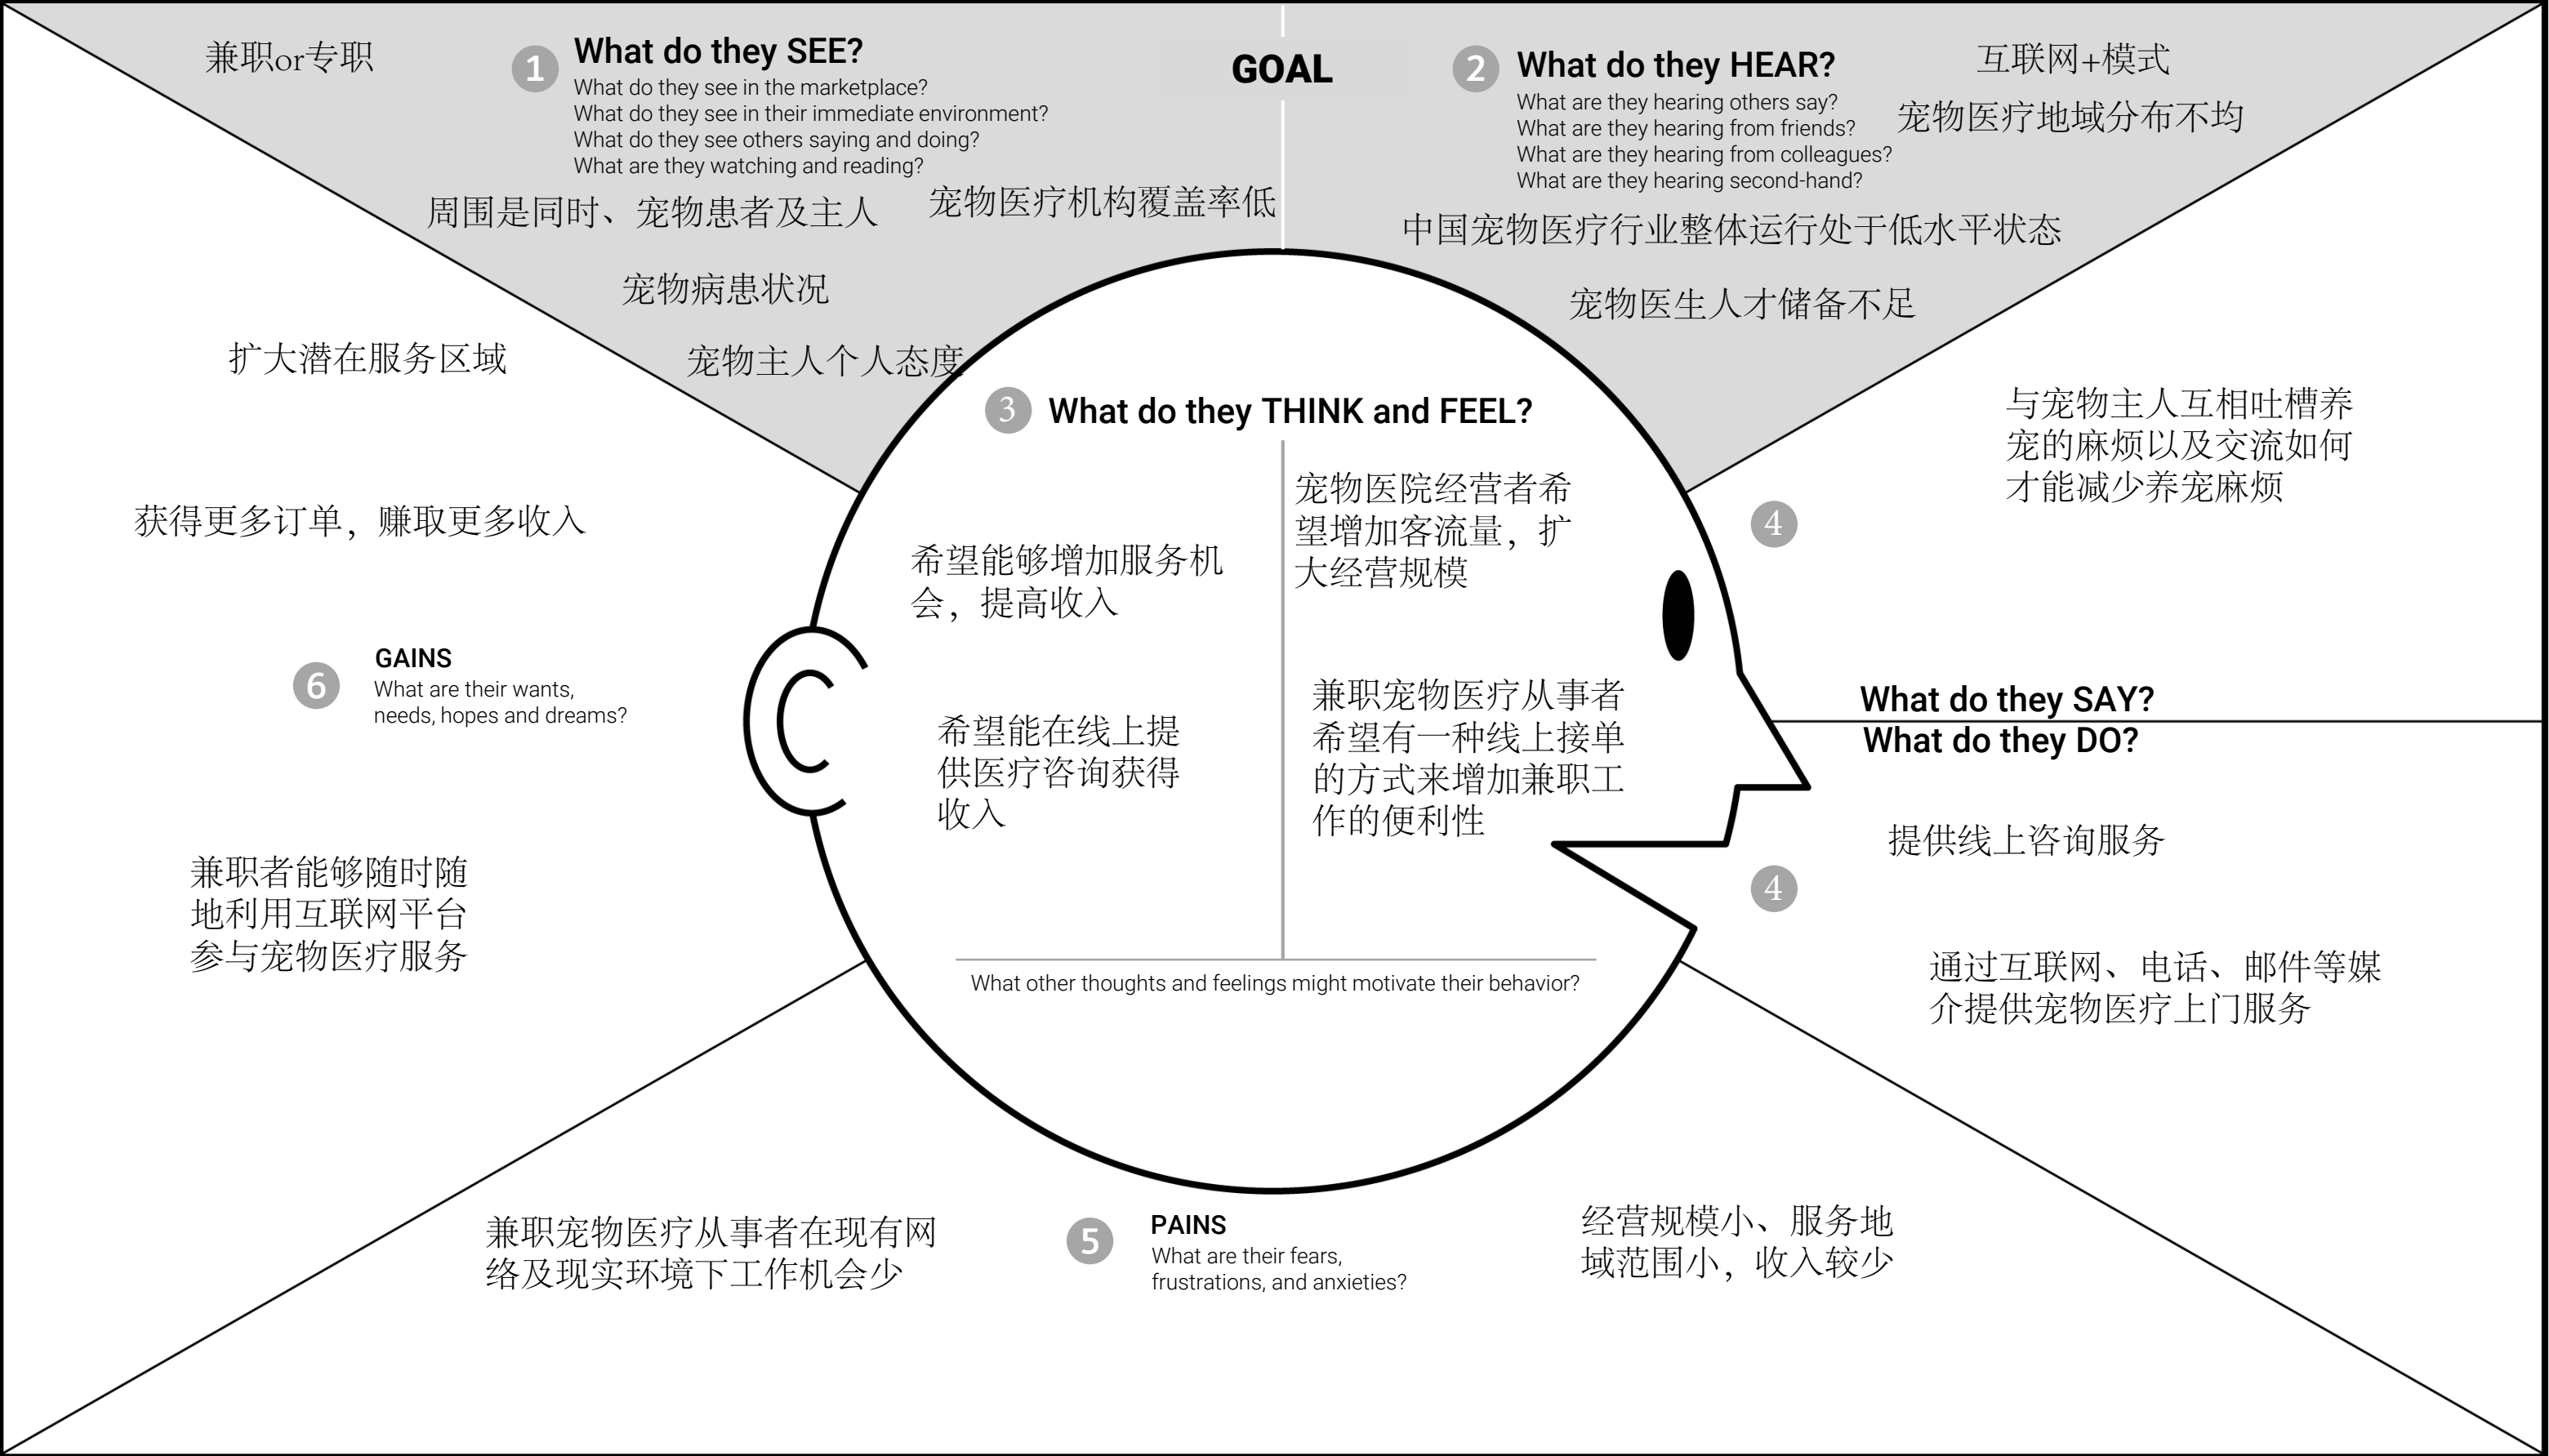 兼职or专职
1
What do they SEE?
What do they see in the marketplace?
What do they see in their immediate environment?
What do they see others saying and doing?
What are they watching and reading?
周围是同时、宠物患者及主人
宠物医疗机构覆盖率低
宠物病患状况
宠物主人个人态度
GOAL
2
What do they HEAR?
What are they hearing others say?
What are they hearing from friends?
What are they hearing from colleagues?
What are they hearing second-hand?
互联网+模式
宠物医疗地域分布不均
中国宠物医疗行业整体运行处于低水平状态
宠物医生人才储备不足
3
What do they THINK and FEEL?
希望能够增加服务机
会，提高收入
希望能在线上提
供医疗咨询获得
收入
宠物医院经营者希
望增加客流量，扩
大经营规模
兼职宠物医疗从事者
希望有一种线上接单
的方式来增加兼职工
作的便利性
What other thoughts and feelings might motivate their behavior?
4
与宠物主人互相吐槽养
宠的麻烦以及交流如何
才能减少养宠麻烦
What do they SAY?
What do they DO?
4
提供线上咨询服务
通过互联网、电话、邮件等媒
介提供宠物医疗上门服务
5
PAINS
What are their fears,
frustrations, and anxieties?
兼职宠物医疗从事者在现有网
络及现实环境下工作机会少
经营规模小、服务地
域范围小，收入较少
扩大潜在服务区域
获得更多订单，赚取更多收入
6
GAINS
What are their wants,
needs, hopes and dreams?
兼职者能够随时随
地利用互联网平台
参与宠物医疗服务